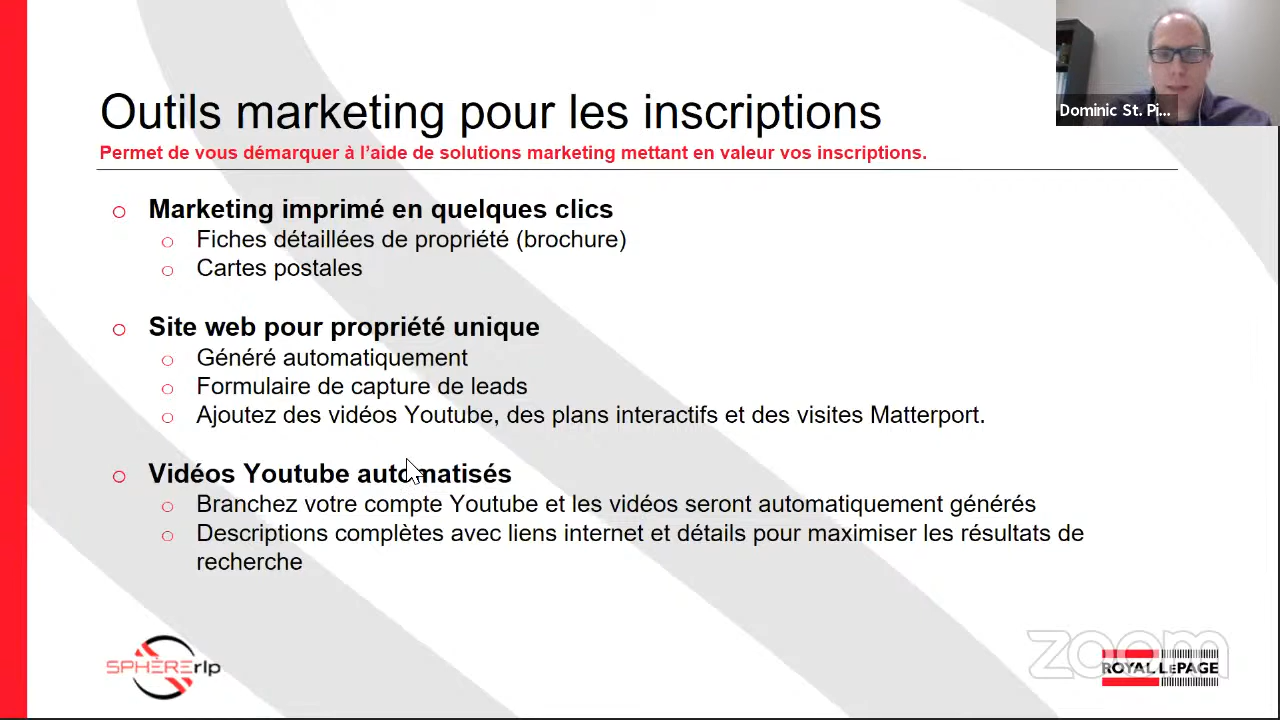 Outils marketing pour les inscriptions
Permet de vous démarquer à l'aide de solutions marketing mettant en valeur vos inscriptions.
Dominic St. Pi...
Marketing imprimé en quelques clics
Fiches détaillées de propriété (brochure)
Cartes postales
Site web pour propriété unique
Généré automatiquement
Formulaire de capture de leads
Ajoutez des vidéos Youtube, des plans interactifs et des visites Matterport.
Vidéos Youtube automatisés
Branchez votre compte Youtube et les vidéos seront automatiquement générés
Descriptions complètes avec liens internet et détails pour maximiser les résultats de
recherche
SPHÈRErlp
zoom
ROYAL LEPAGE